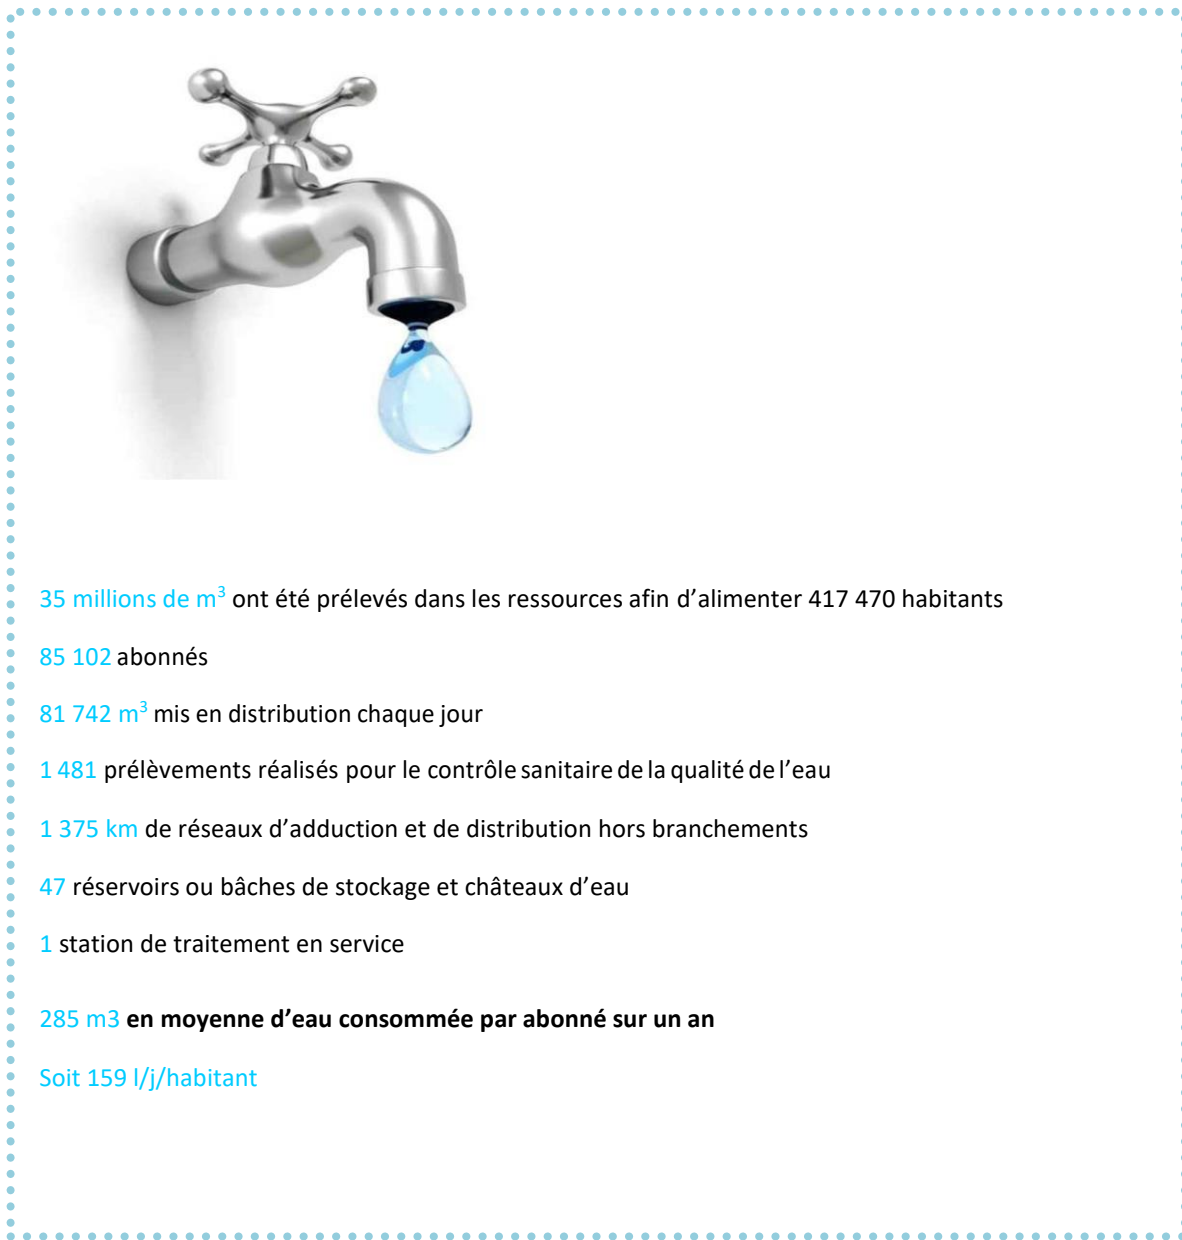 35 millions de m³ ont été prélevés dans les ressources afin d’alimenter 417 470 habitants
85 102 abonnés
81 742 m³ mis en distribution chaque jour
1 481 prélèvements réalisés pour le contrôle sanitaire de la qualité de l’eau
1 375 km de réseaux d’adduction et de distribution hors branchements
47 réservoirs ou bâches de stockage et châteaux d’eau
1 station de traitement en service
285 m3 en moyenne d’eau consommée par abonné sur un an
Soit 159 l/j/habitant